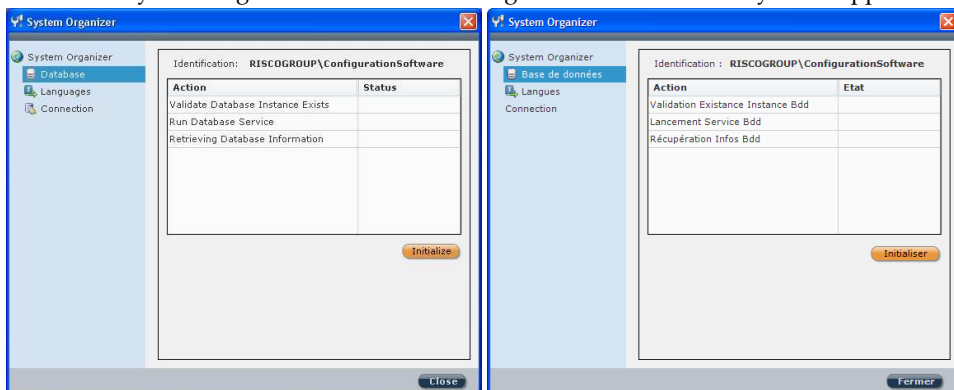 System Organizer
System Organizer
Database
Languages
Connection
Identification: RISCOGROUP\ConfigurationSoftware
Action Status
Validate Database Instance Exists
Run Database Service
Retrieving Database Information
Initialize
Close
System Organizer
System Organizer
Base de données
Langues
Connection
Identification : RISCOGROUP\ConfigurationSoftware
Action Etat
Validation Existance Instance Bdd
Lancement Service Bdd
Récupération Infos Bdd
Initialiser
Fermer